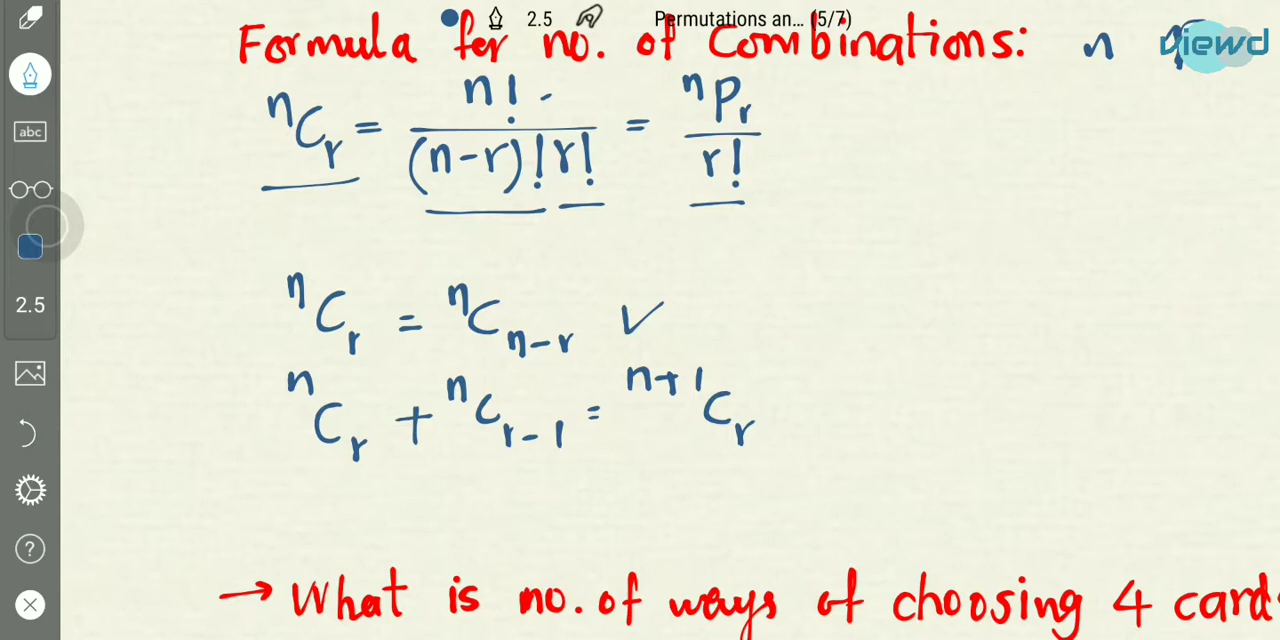 2.5 Permutations an... (5/7)
Formula for no. of Combinations: n
viewd
abc
ⁿCᵣ = n! / (n-r)! r! = ⁿPᵣ / r!
2.5
ⁿCᵣ = ⁿCₙ₋ᵣ ✓
ⁿCᵣ + ⁿCᵣ₋₁ = ⁿ⁺¹Cᵣ
?
→ What is no. of ways of choosing 4 card